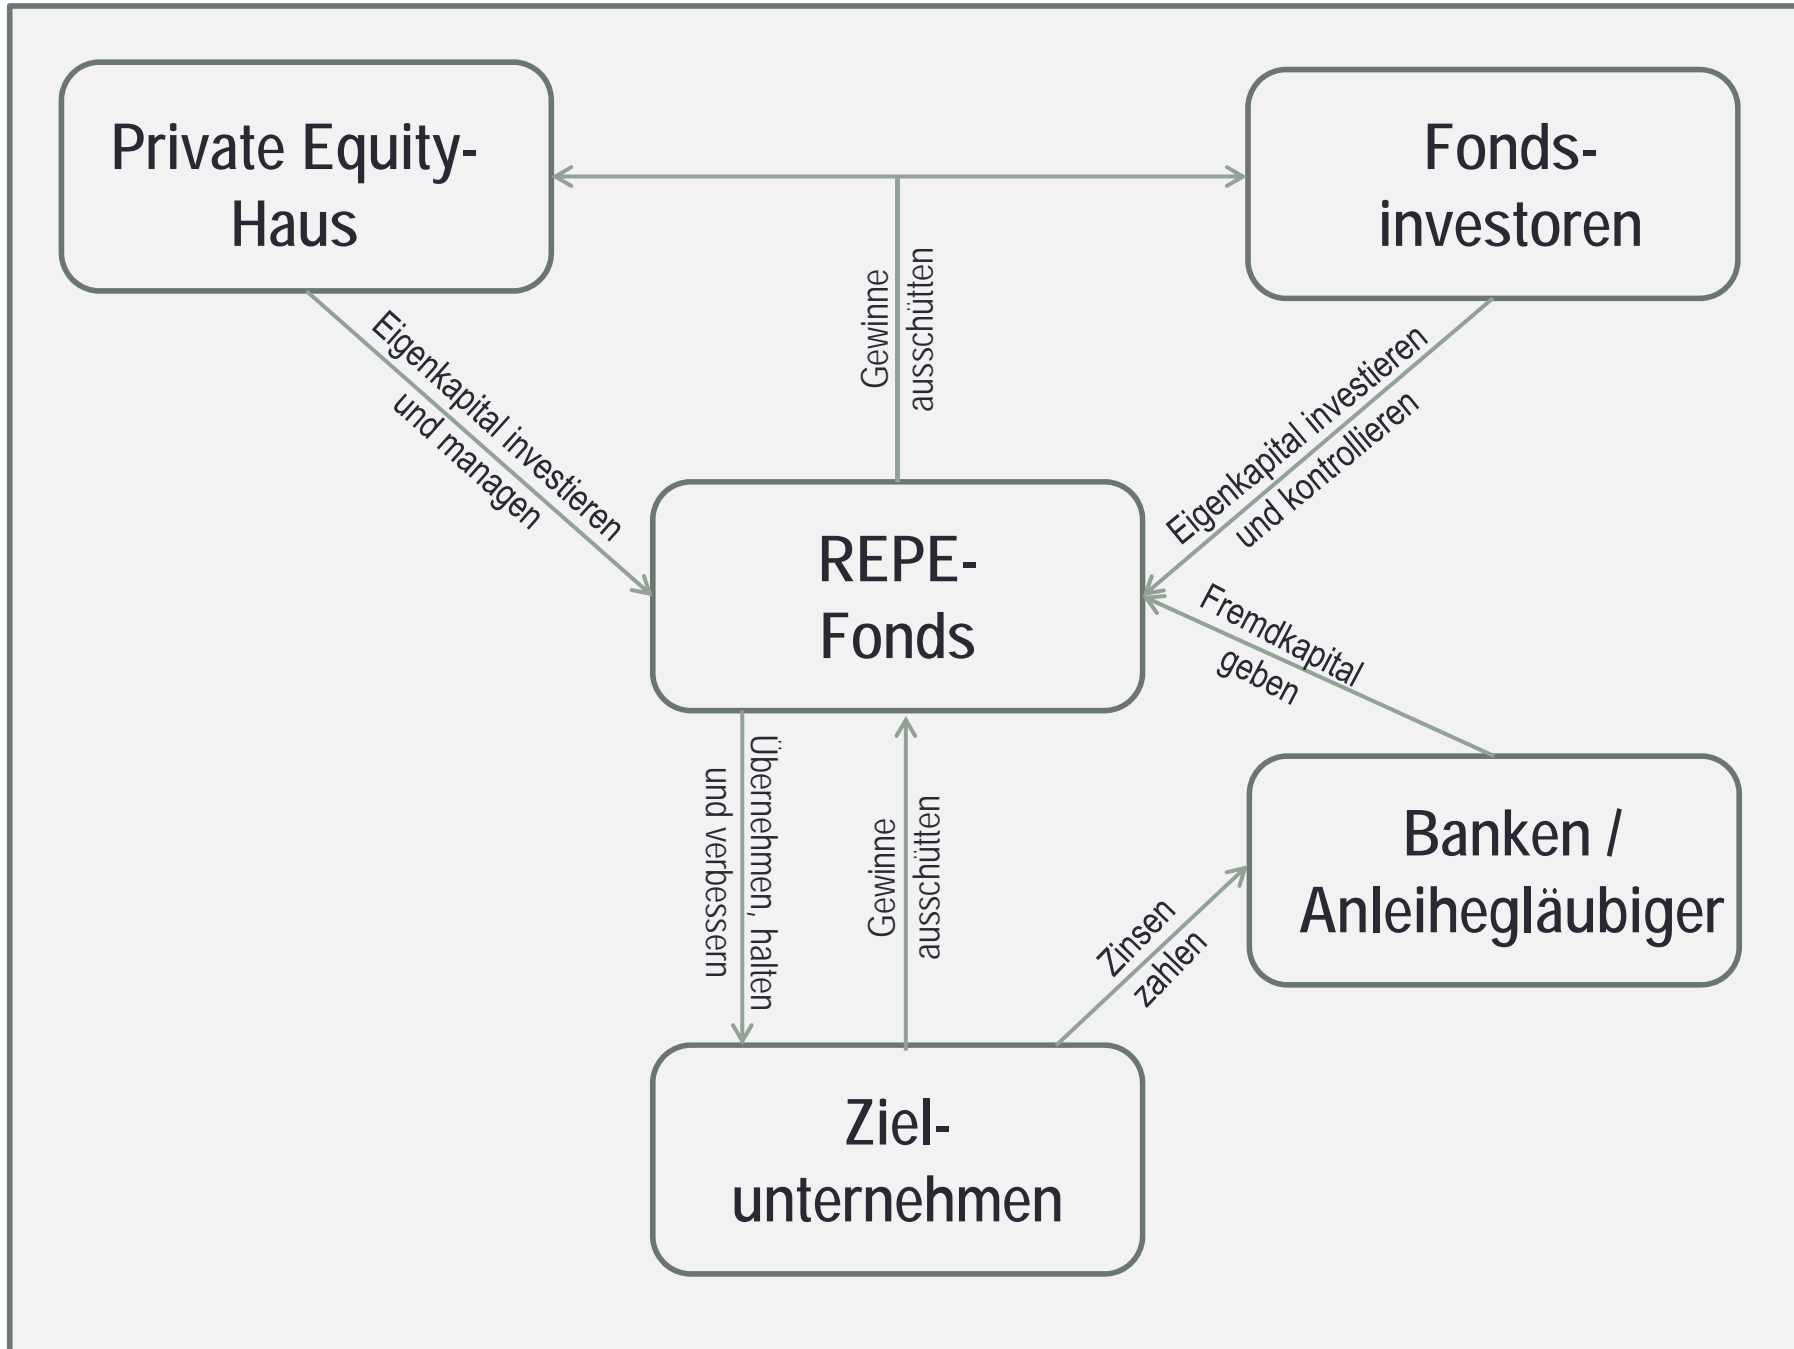 Private Equity-
Haus
Fonds-
investoren
Gewinne
ausschütten
Eigenkapital investieren
und managen
Eigenkapital investieren
und kontrollieren
REPE-
Fonds
Fremdkapital
geben
Übernehmen, halten
und verbessern
Gewinne
ausschütten
Banken /
Anleihegläubiger
Zinsen
zahlen
Ziel-
unternehmen